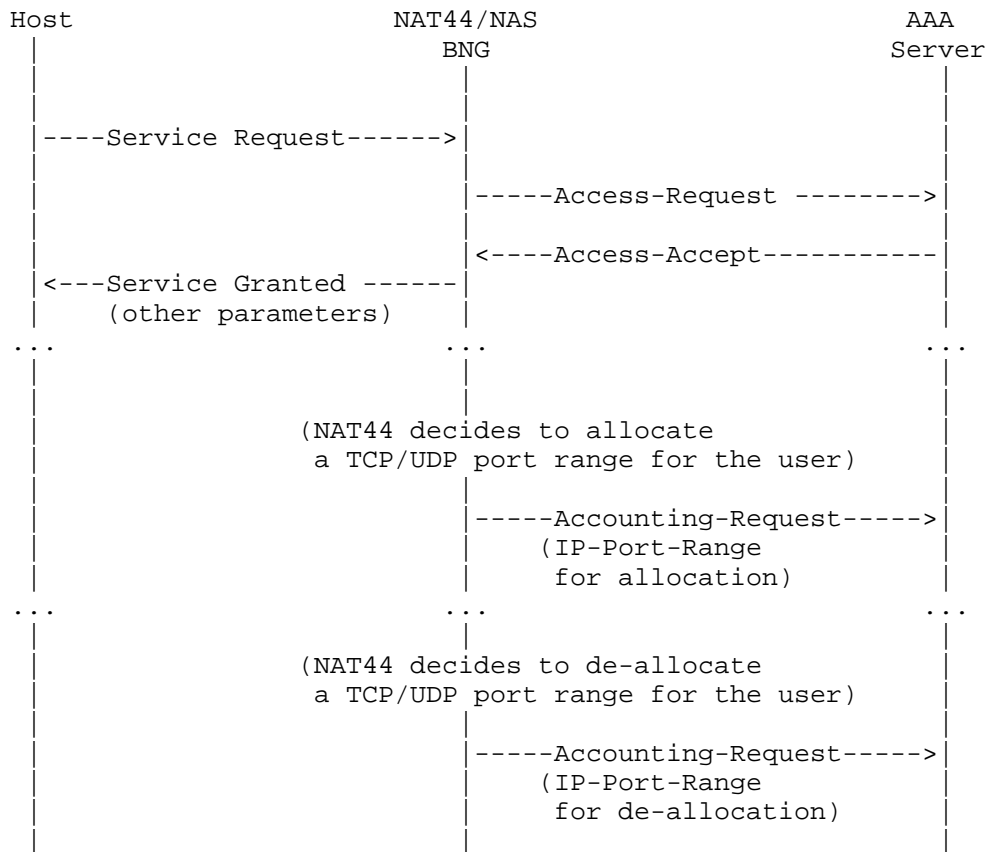 Host NAT44/NAS AAA
BNG Server
----Service Request------>
-----Access-Request -------->
<----Access-Accept-----------
<---Service Granted ------
(other parameters)
... ... ...
(NAT44 decides to allocate
a TCP/UDP port range for the user)
-----Accounting-Request----->
(IP-Port-Range
for allocation)
... ... ...
(NAT44 decides to de-allocate
a TCP/UDP port range for the user)
-----Accounting-Request----->
(IP-Port-Range
for de-allocation)